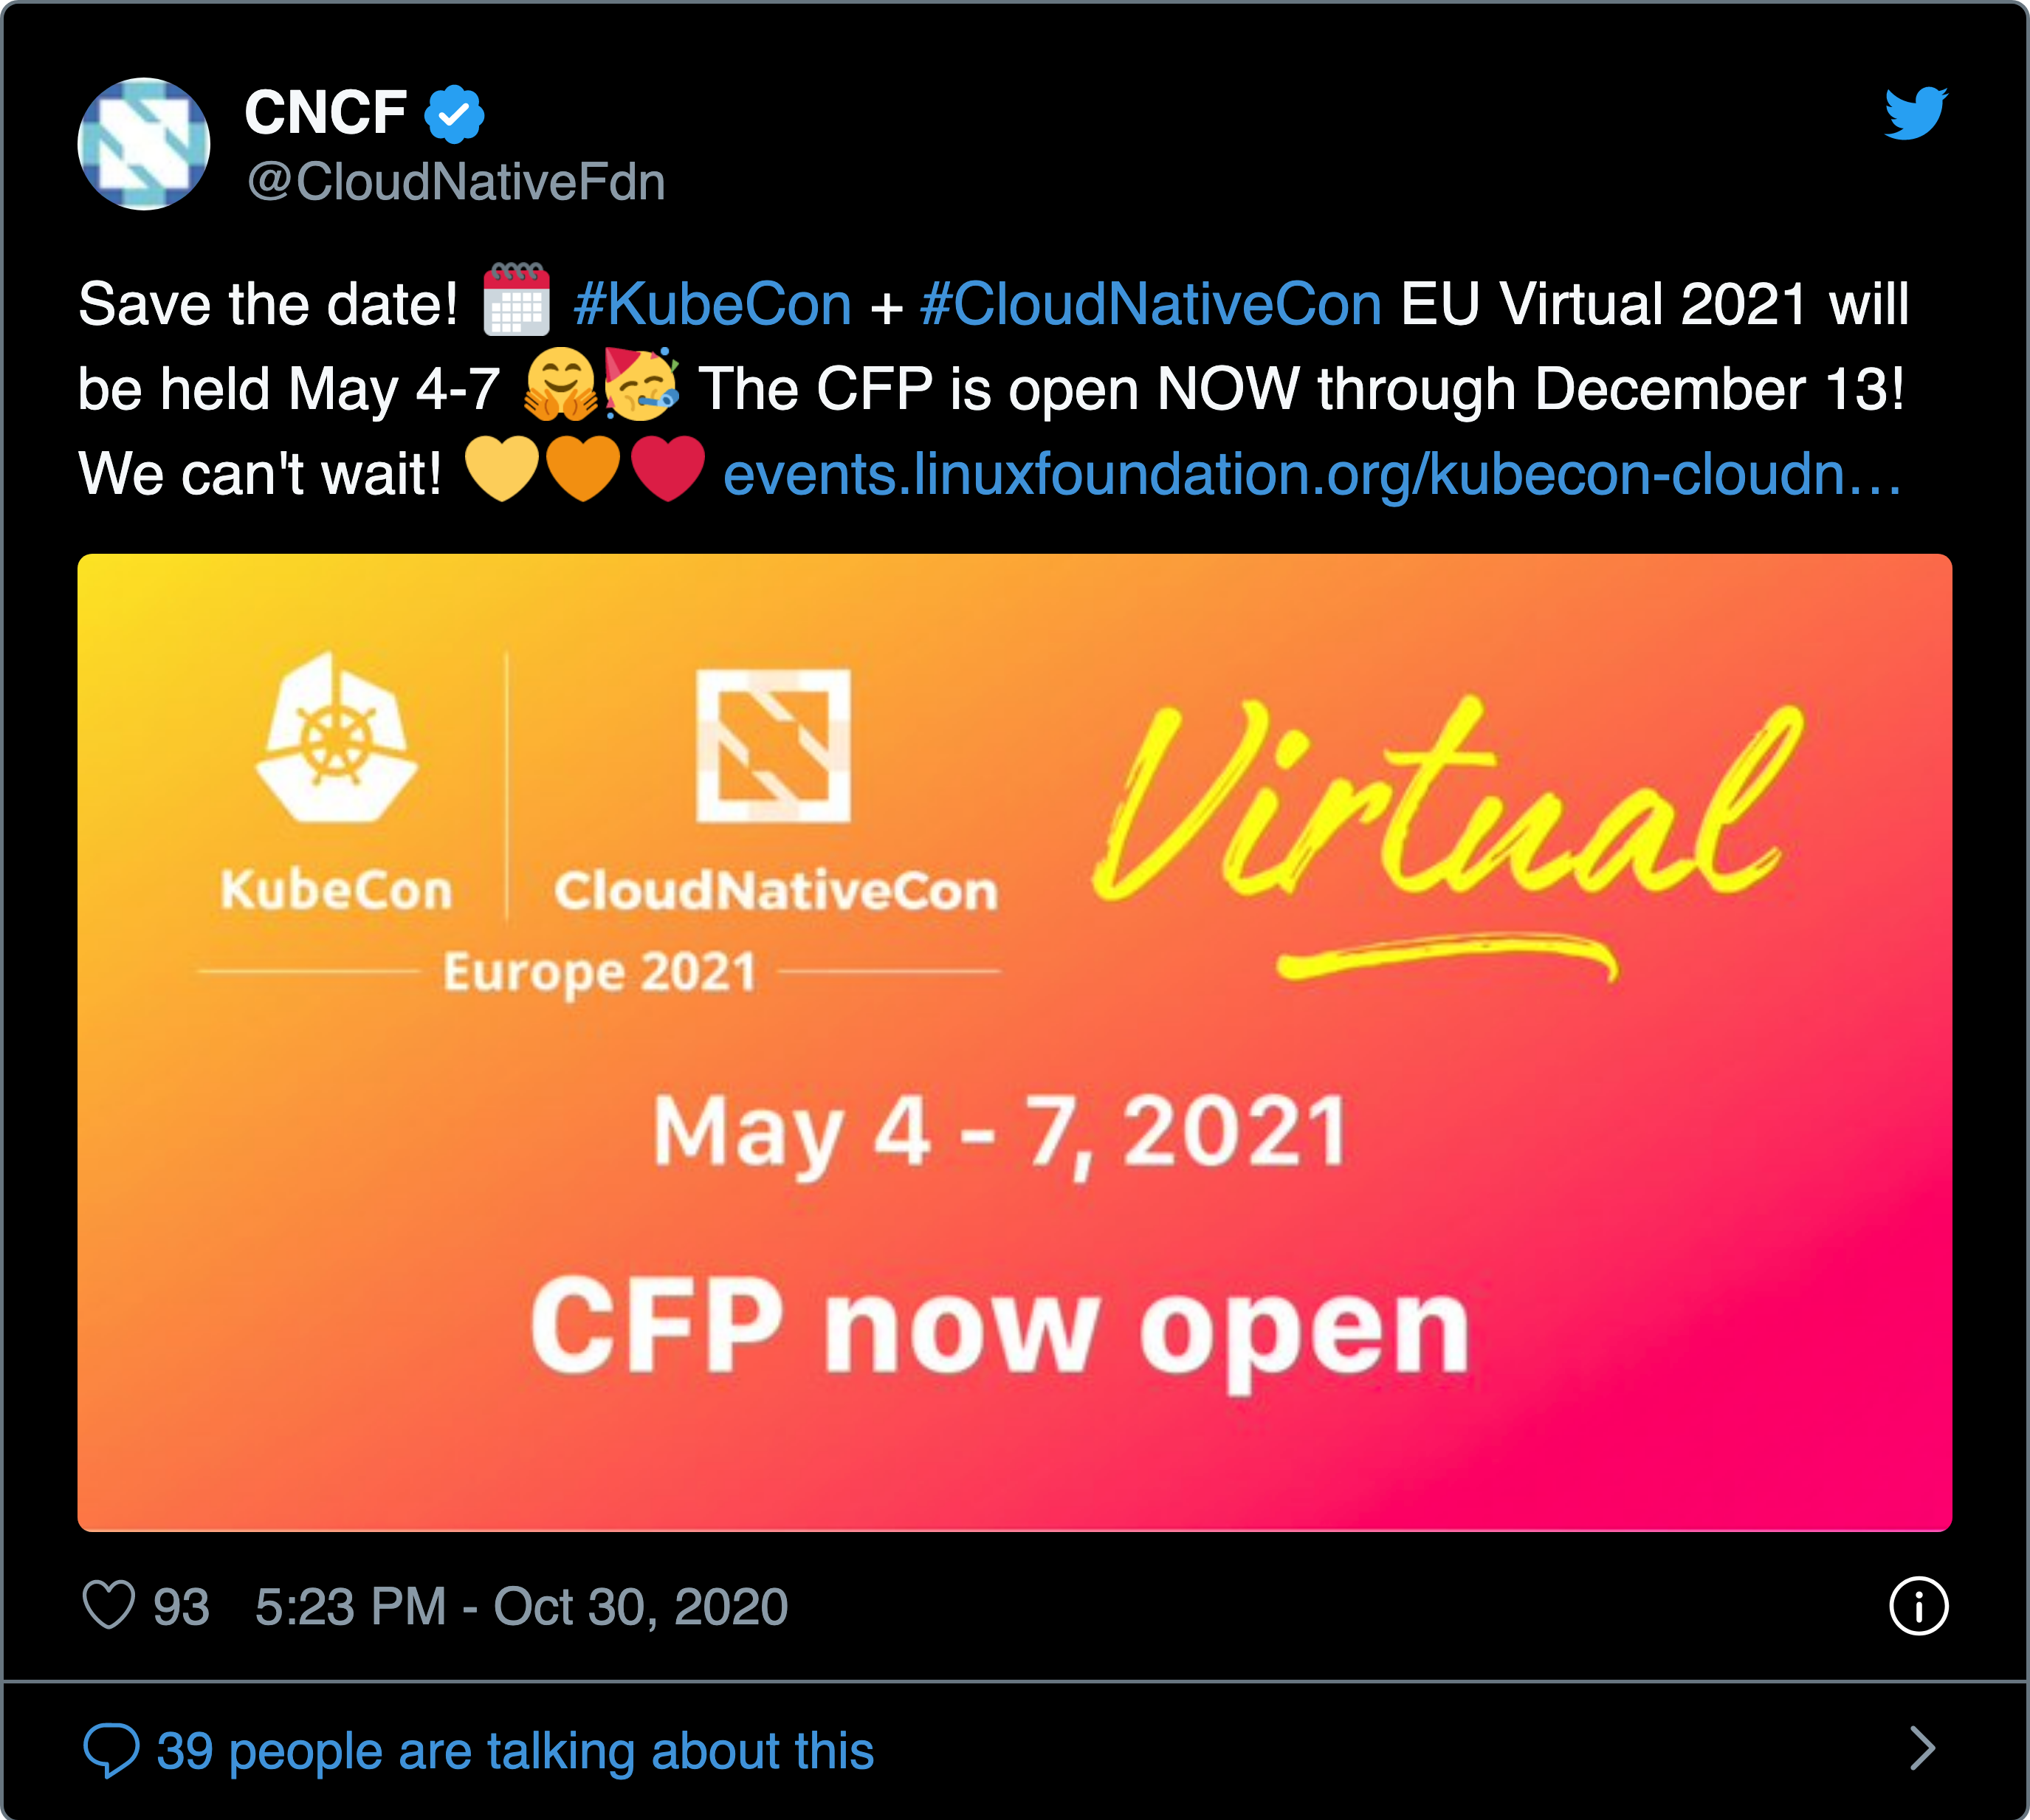 CNCF
@CloudNativeFdn
Save the date! 🗓 #KubeCon + #CloudNativeCon EU Virtual 2021 will
be held May 4-7 🤗🥳 The CFP is open NOW through December 13!
We can't wait! 💛🧡❤️ events.linuxfoundation.org/kubecon-cloudn…
KubeCon
CloudNativeCon
Europe 2021
Virtual
May 4 - 7, 2021
CFP now open
93 5:23 PM - Oct 30, 2020
39 people are talking about this